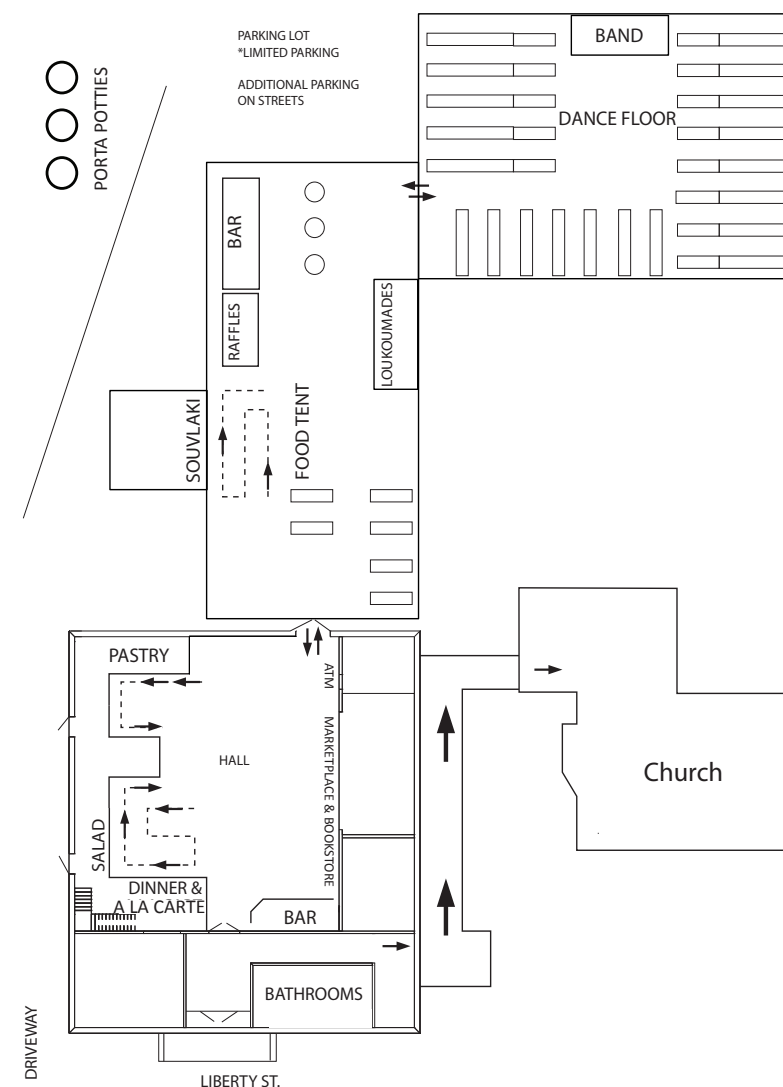 PARKING LOT
*LIMITED PARKING
ADDITIONAL PARKING
ON STREETS
PORTA POTTIES
BAND
DANCE FLOOR
BAR
RAFFLES
LOUKOUMADES
SOUVLAKI
FOOD TENT
PASTRY
ATM
HALL
MARKETPLACE & BOOKSTORE
Church
SALAD
DINNER &
A LA CARTE
BAR
BATHROOMS
DRIVEWAY
LIBERTY ST.